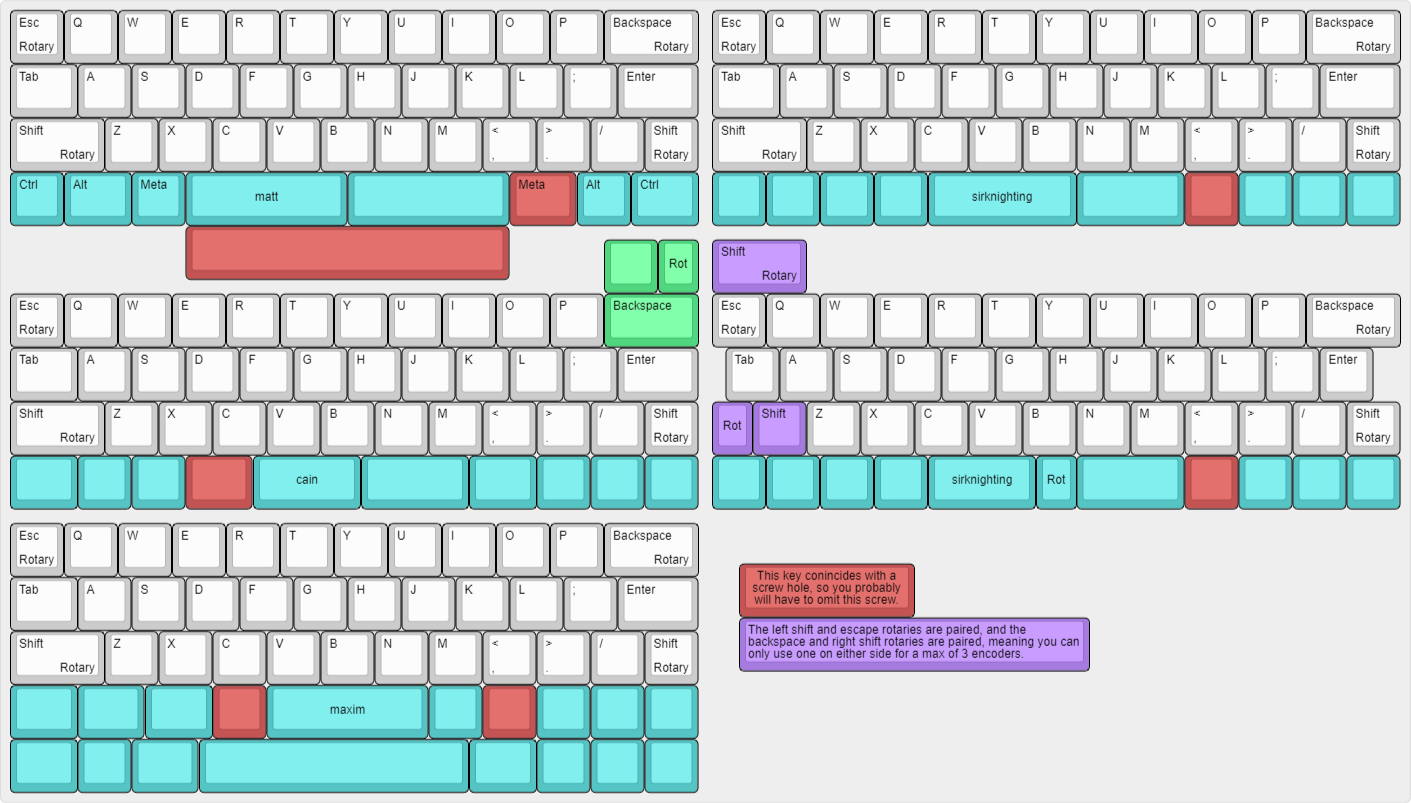 Esc Q W E R T Y U I O P Backspace
Rotary Rotary
Tab A S D F G H J K L ; Enter
Shift Z X C V B N M < > / Shift
Rotary , . Rotary
Ctrl Alt Meta matt Meta Alt Ctrl
Esc Q W E R T Y U I O P Backspace
Rotary Rotary
Tab A S D F G H J K L ; Enter
Shift Z X C V B N M < > / Shift
Rotary , . Rotary
sirknighting
Rot
Esc Q W E R T Y U I O P Backspace
Rotary
Tab A S D F G H J K L ; Enter
Shift Z X C V B N M < > / Shift
Rotary , . Rotary
cain
Shift
Rotary
Esc Q W E R T Y U I O P Backspace
Rotary Rotary
Tab A S D F G H J K L ; Enter
Rot Shift Z X C V B N M < > / Shift
, . Rotary
sirknighting Rot
Esc Q W E R T Y U I O P Backspace
Rotary Rotary
Tab A S D F G H J K L ; Enter
Shift Z X C V B N M < > / Shift
Rotary , . Rotary
maxim
This key conincides with a
screw hole, so you probably
will have to omit this screw.
The left shift and escape rotaries are paired, and the
backspace and right shift rotaries are paired, meaning you can
only use one on either side for a max of 3 encoders.